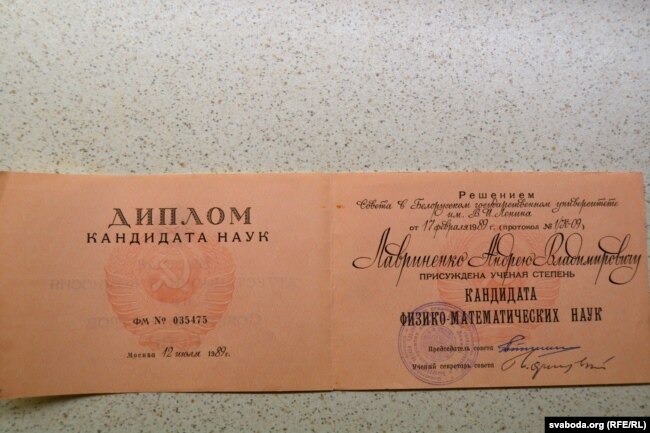 ДИПЛОМ
КАНДИДАТА НАУК
ФМ № 035475
Москва 12 июля 1989г.
Решением
Совета в Белорусском государственном университете
им. В.И. Ленина
от 17 февраля 1989 г. (протокол №
Лавриненко Андрею Владимировичу
ПРИСУЖДЕНА УЧЕНАЯ СТЕПЕНЬ
КАНДИДАТА
ФИЗИКО-МАТЕМАТИЧЕСКИХ НАУК
Председатель совета
Ученый секретарь совета
svaboda.org (RFE/RL)